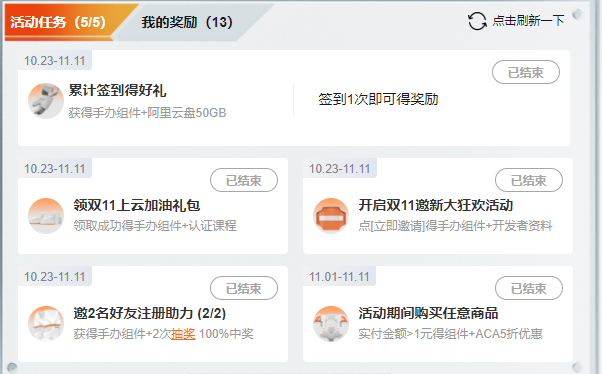 活动任务（5/5）
我的奖励（13）
点击刷新一下
10.23-11.11
已结束
累计签到得好礼
获得手办组件+阿里云盘50GB
签到1次即可得奖励
10.23-11.11
已结束
领双11上云加油礼包
领取成功得手办组件+认证课程
10.23-11.11
已结束
开启双11邀新大狂欢活动
点[立即邀请]得手办组件+开发者资料
10.23-11.11
已结束
邀2名好友注册助力 (2/2)
获得手办组件+2次抽奖 100%中奖
11.01-11.11
已结束
活动期间购买任意商品
实付金额>1元得组件+ACA5折优惠